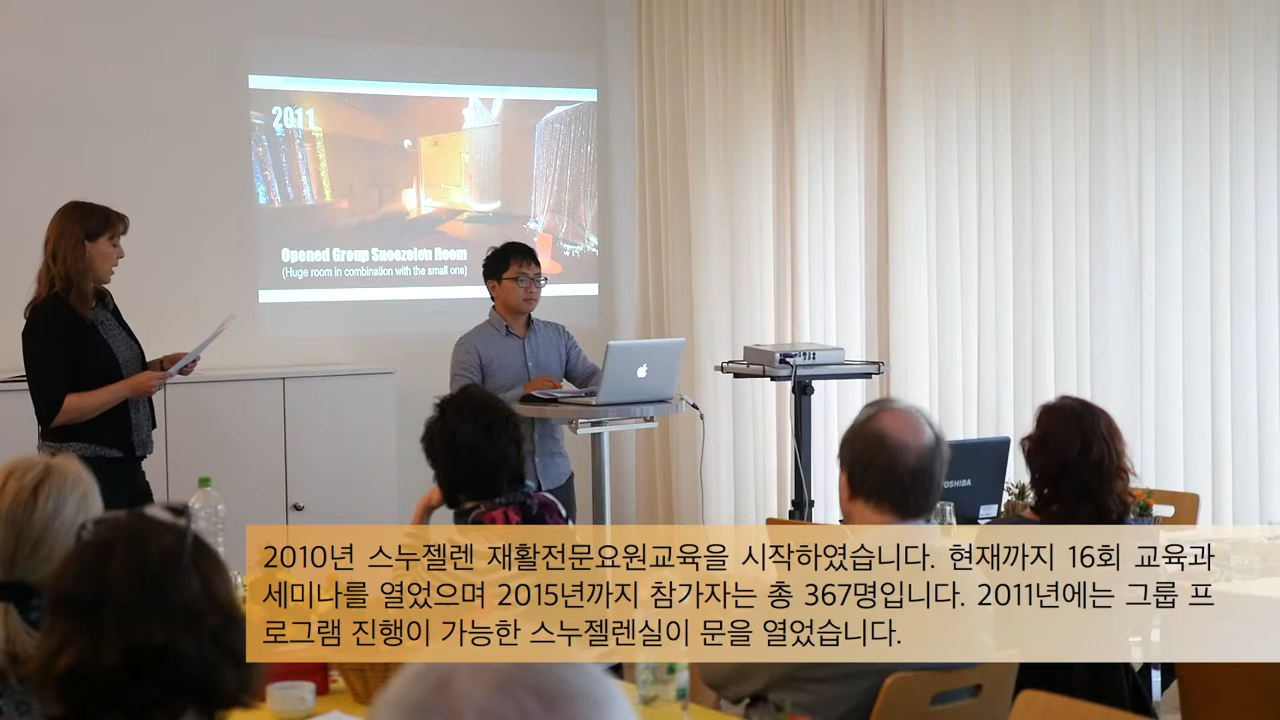 2011
Opened Group Snoezelen Room
(Huge room in combination with the small one)
TOSHIBA
2010년 스누젤렌 재활전문요원교육을 시작하였습니다. 현재까지 16회 교육과
세미나를 열었으며 2015년까지 참가자는 총 367명입니다. 2011년에는 그룹 프
로그램 진행이 가능한 스누젤렌실이 문을 열었습니다.